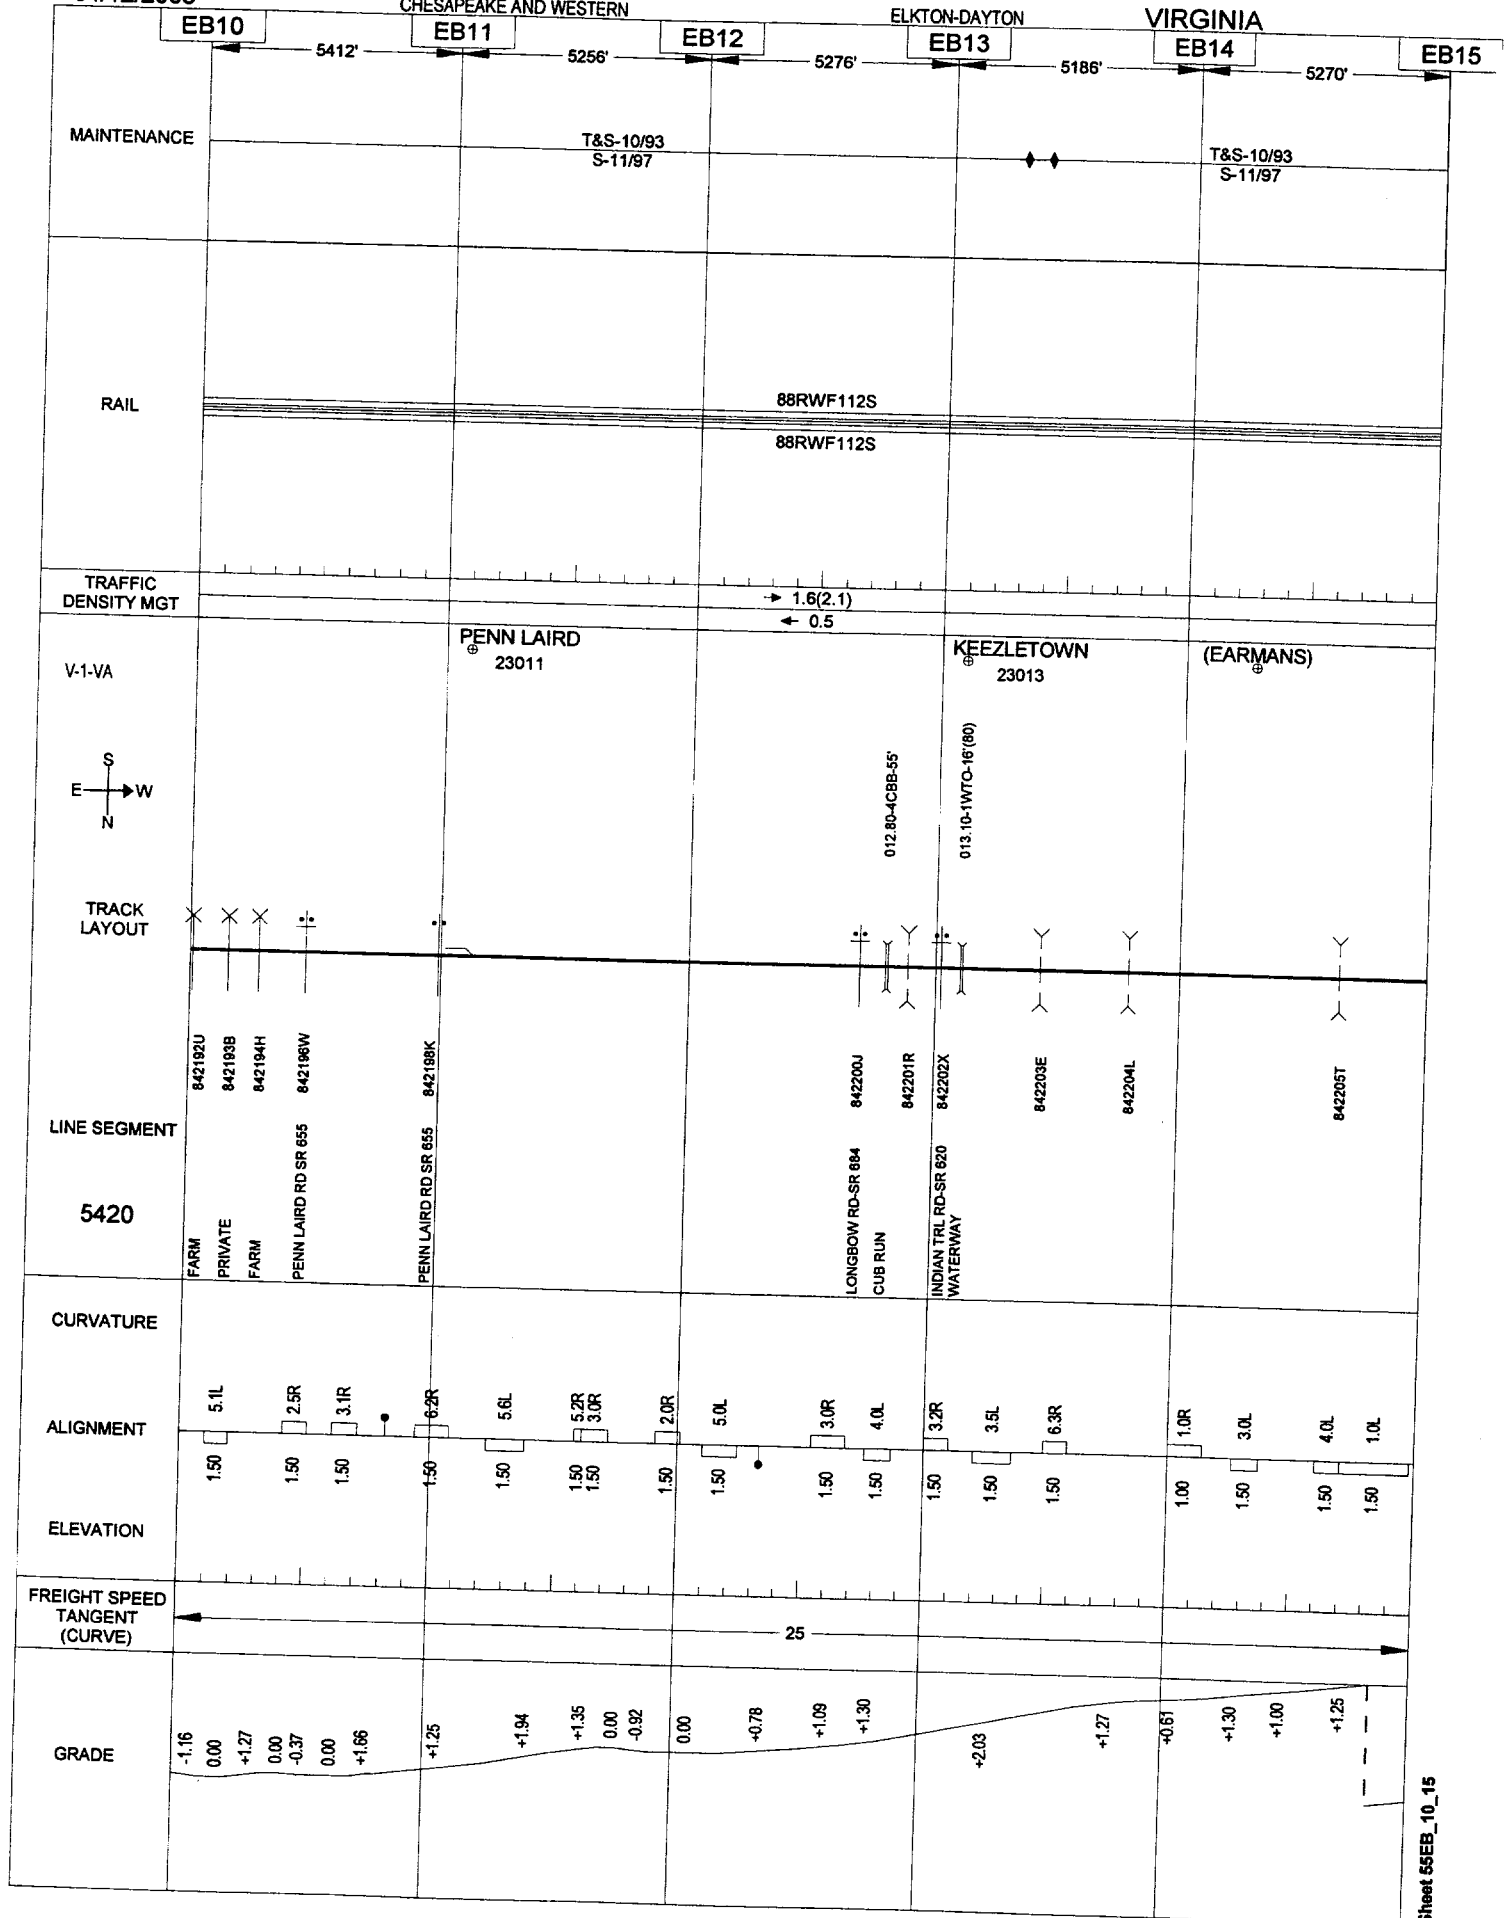 CHESAPEAKE AND WESTERN
ELKTON-DAYTON
VIRGINIA
EB10
EB11
EB12
EB13
EB14
EB15
5412'
5256'
5276'
5186'
5270'
MAINTENANCE
T&S-10/93
S-11/97
T&S-10/93
S-11/97
RAIL
88RWF112S
88RWF112S
TRAFFIC
DENSITY MGT
1.6(2.1)
0.5
V-1-VA
PENN LAIRD
23011
KEEZLETOWN
23013
(EARMANS)
S
E W
N
012.80-4CBB-55'
013.10-1WTO-16'(80)
TRACK
LAYOUT
842192U
842193B
842194H
842196W
842198K
842200J
842201R
842202X
842203E
842204L
842205T
LINE SEGMENT
5420
FARM
PRIVATE
FARM
PENN LAIRD RD SR 655
PENN LAIRD RD SR 655
LONGBOW RD-SR 684
CUB RUN
INDIAN TRL RD-SR 620
WATERWAY
CURVATURE
ALIGNMENT
5.1L
2.5R
3.1R
6.2R
5.6L
5.2R
3.0R
2.0R
5.0L
3.0R
4.0L
3.2R
3.5L
6.3R
1.0R
3.0L
4.0L
1.0L
1.50
1.50
1.50
1.50
1.50
1.50
1.50
1.50
1.50
1.50
1.50
1.50
1.50
1.50
1.00
1.50
1.50
1.50
ELEVATION
FREIGHT SPEED
TANGENT
(CURVE)
25
GRADE
-1.16
0.00
+1.27
0.00
-0.37
0.00
+1.66
+1.25
+1.94
+1.35
0.00
-0.92
0.00
+0.78
+1.09
+1.30
+2.03
+1.27
+0.61
+1.30
+1.00
+1.25
Sheet 55EB_10_15